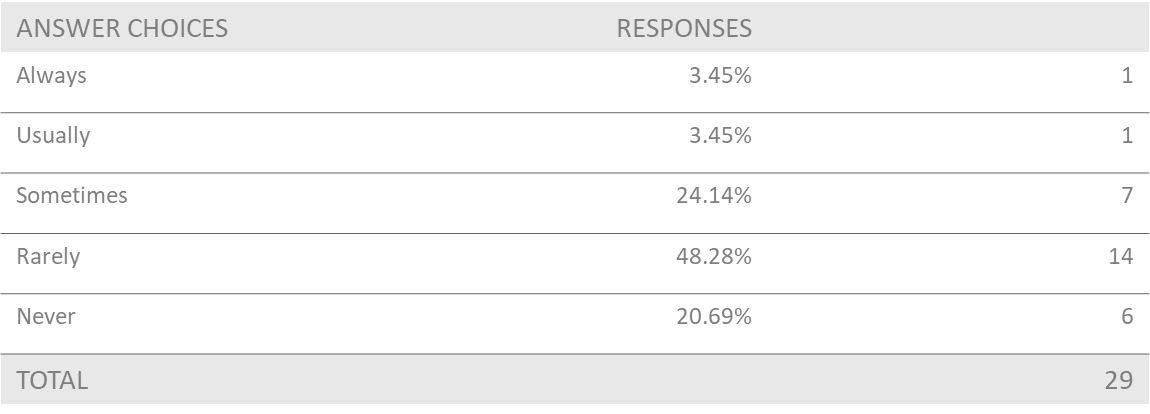 ANSWER CHOICES RESPONSES
Always 3.45% 1
Usually 3.45% 1
Sometimes 24.14% 7
Rarely 48.28% 14
Never 20.69% 6
TOTAL 29